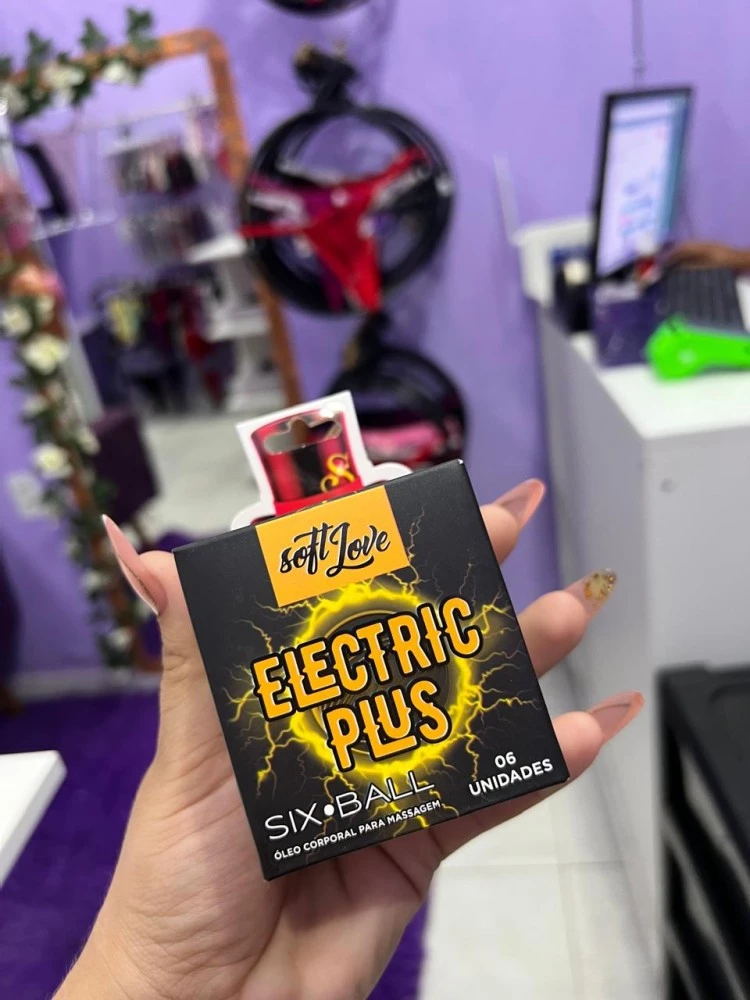 S
soft Love
ELECTRIC
PLUS
SIX•BALL
06
UNIDADES
ÓLEO CORPORAL PARA MASSAGEM